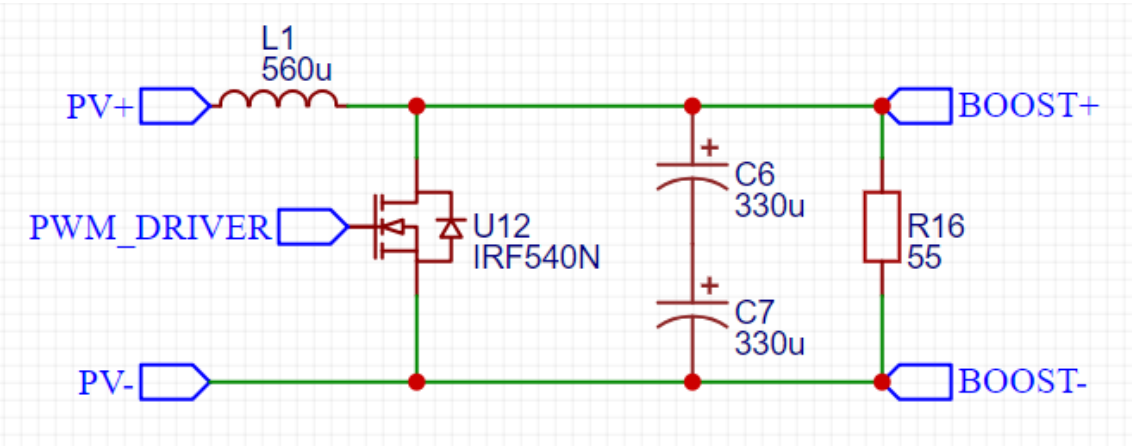 L1
560u
PV+
BOOST+
+
C6
330u
PWM_DRIVER
U12
IRF540N
R16
55
+
C7
330u
PV-
BOOST-